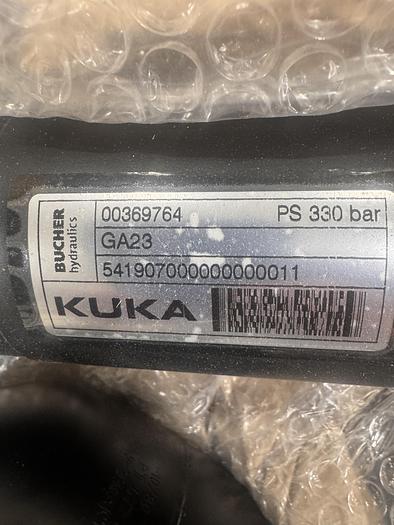 BUCHER
hydraulics
00369764 PS 330 bar
GA23
541907000000000011
KUKA